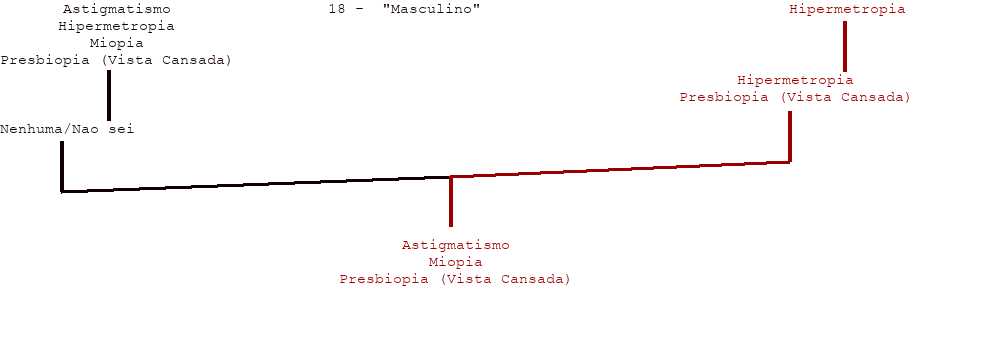 Astigmatismo
Hipermetropia
Miopia
Presbiopia (Vista Cansada)
18 - "Masculino"
Hipermetropia
Hipermetropia
Presbiopia (Vista Cansada)
Nenhuma/Nao sei
Astigmatismo
Miopia
Presbiopia (Vista Cansada)